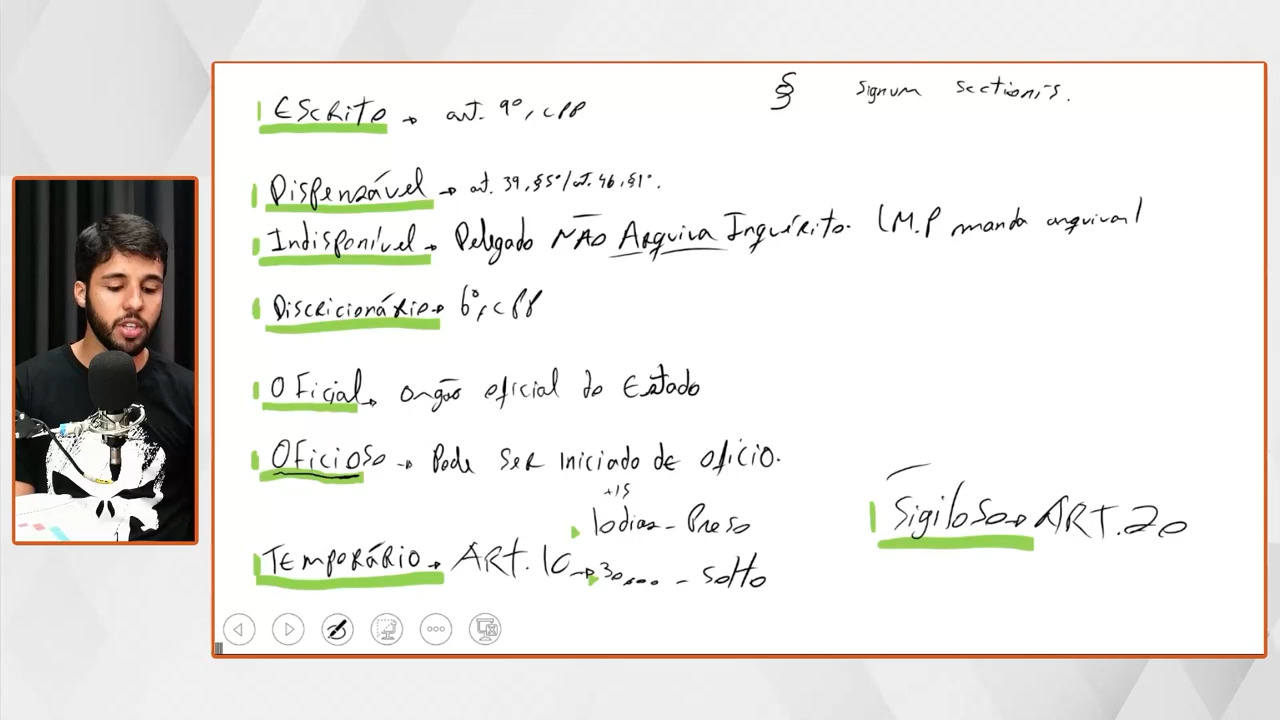 § Signum sectionis.
Escrito → art. 9º, CPP
Dispensável → art. 39, §5º/art. 46, §1º.
Indisponível → Delegado NÃO Arquiva Inquérito. (M.P manda arquivar)
Discricionário → 6º, CPP
Oficial → orgão oficial do Estado
Oficioso → Pode ser iniciado de ofício.
+15
10 dias - Preso
Sigiloso → ART. 20
Temporário → ART. 10 → 30 - solto